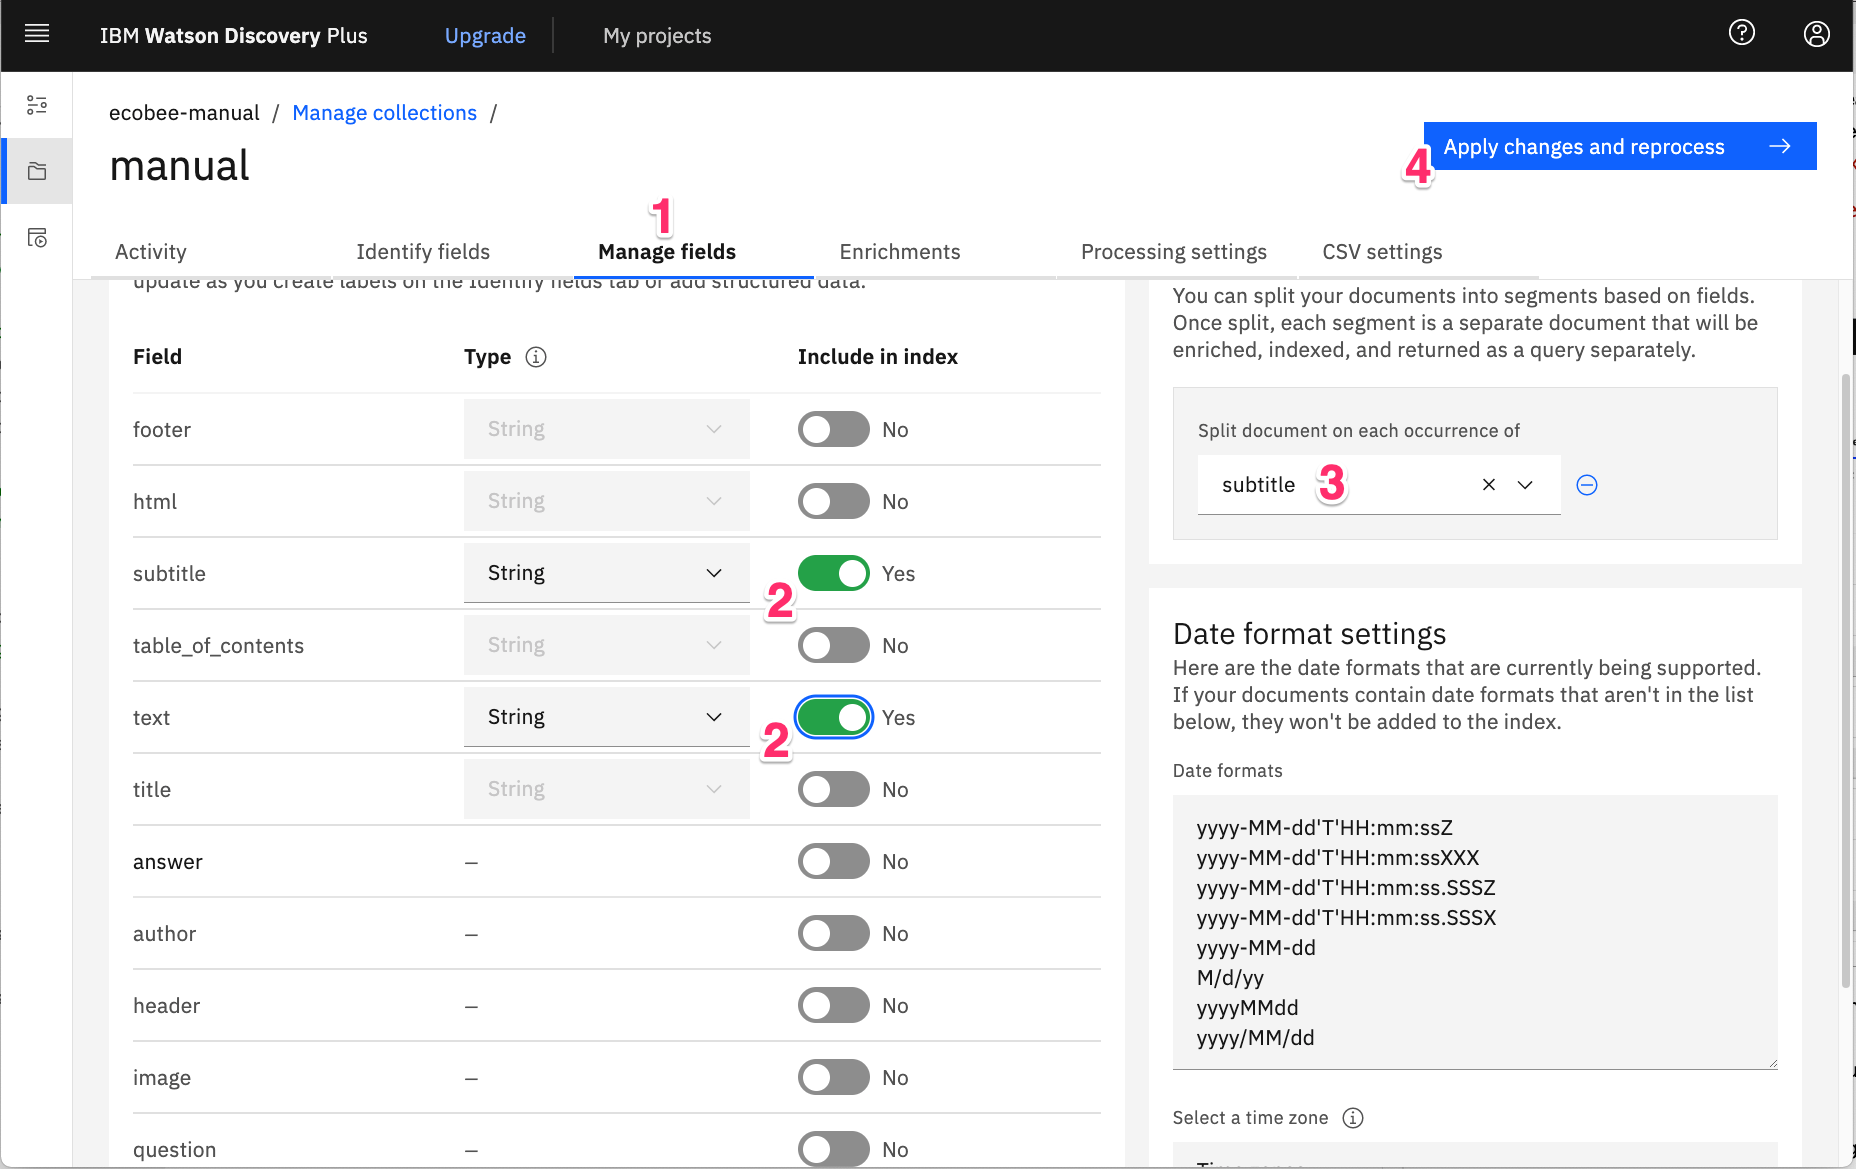 IBM Watson Discovery Plus Upgrade My projects
ecobee-manual / Manage collections /
manual
Apply changes and reprocess
4
1
Activity Identify fields Manage fields Enrichments Processing settings CSV settings
update as you create labels on the Identify fields tab or add structured data.
Field Type Include in index
footer String No
html String No
subtitle String Yes
2
table_of_contents String No
text String Yes
2
title String No
answer – No
author – No
header – No
image – No
question – No
You can split your documents into segments based on fields.
Once split, each segment is a separate document that will be
enriched, indexed, and returned as a query separately.
Split document on each occurrence of
subtitle 3
Date format settings
Here are the date formats that are currently being supported.
If your documents contain date formats that aren't in the list
below, they won't be added to the index.
Date formats
yyyy-MM-dd'T'HH:mm:ssZ
yyyy-MM-dd'T'HH:mm:ssXXX
yyyy-MM-dd'T'HH:mm:ss.SSSZ
yyyy-MM-dd'T'HH:mm:ss.SSSX
yyyy-MM-dd
M/d/yy
yyyyMMdd
yyyy/MM/dd
Select a time zone